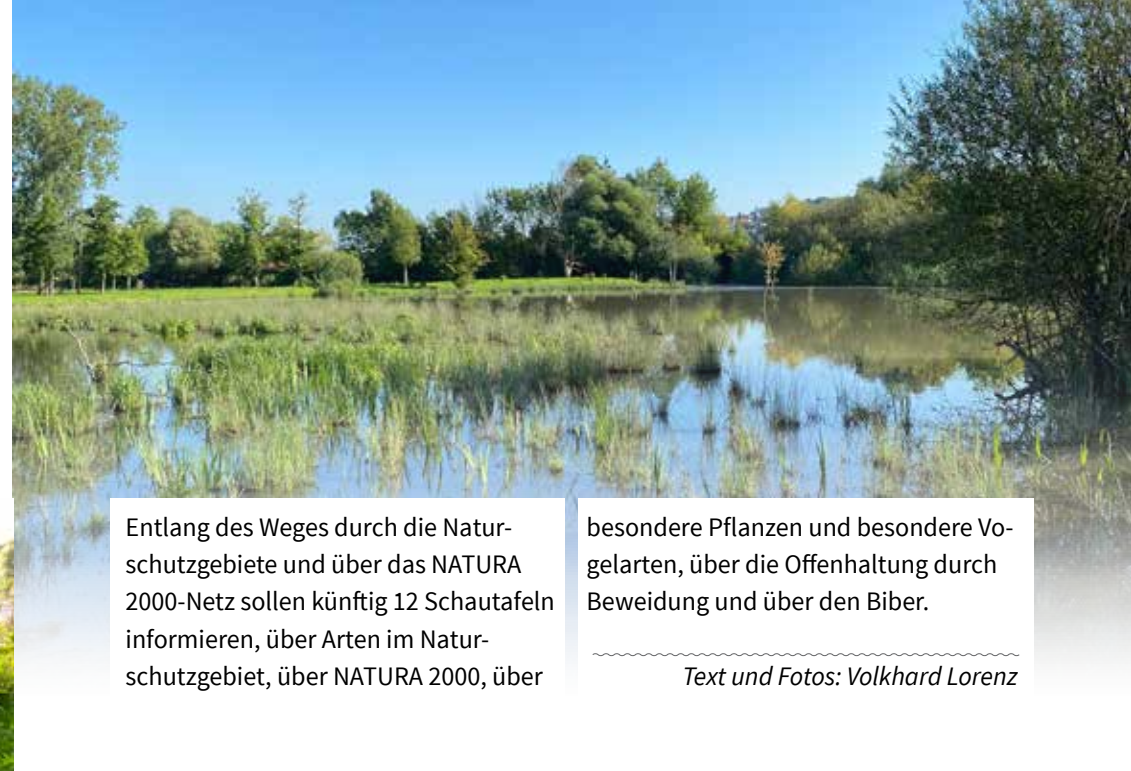 Entlang des Weges durch die Natur-
schutzgebiete und über das NATURA
2000-Netz sollen künftig 12 Schautafeln
informieren, über Arten im Natur-
schutzgebiet, über NATURA 2000, über
besondere Pflanzen und besondere Vo-
gelarten, über die Offenhaltung durch
Beweidung und über den Biber.
Text und Fotos: Volkhard Lorenz